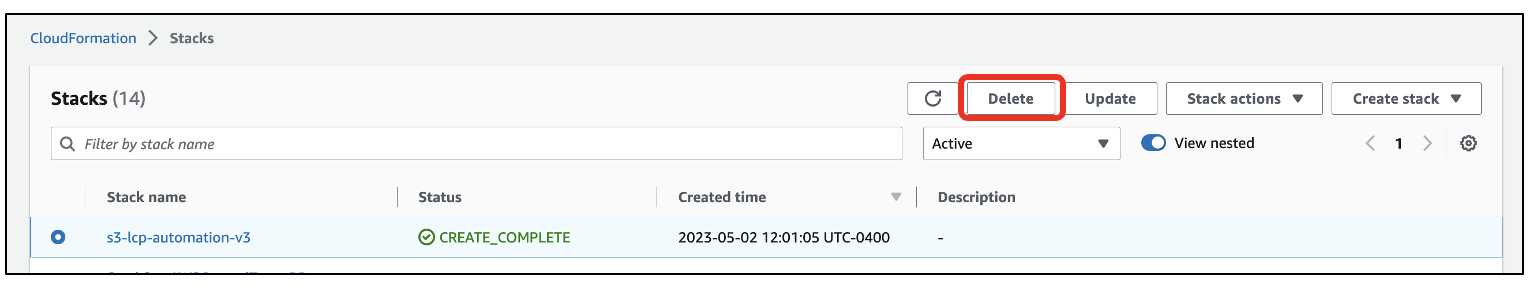 CloudFormation > Stacks
Stacks (14)
Delete
Update
Stack actions
Create stack
Filter by stack name
Active
View nested
1
Stack name Status Created time Description
s3-lcp-automation-v3 CREATE_COMPLETE 2023-05-02 12:01:05 UTC-0400 -